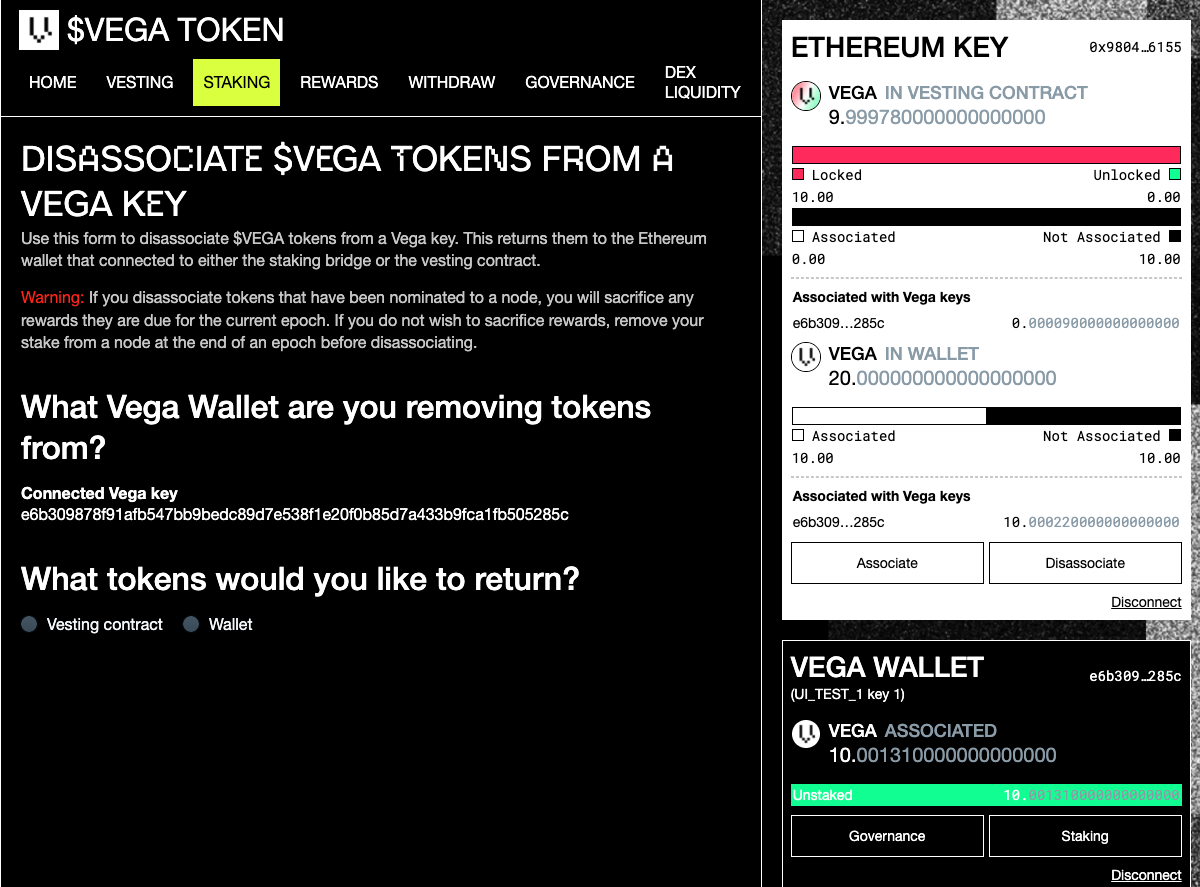 $VEGA TOKEN
HOME VESTING STAKING REWARDS WITHDRAW GOVERNANCE DEX
LIQUIDITY
DISASSOCIATE $VEGA TOKENS FROM A
VEGA KEY
Use this form to disassociate $VEGA tokens from a Vega key. This returns them to the Ethereum
wallet that connected to either the staking bridge or the vesting contract.
Warning: If you disassociate tokens that have been nominated to a node, you will sacrifice any
rewards they are due for the current epoch. If you do not wish to sacrifice rewards, remove your
stake from a node at the end of an epoch before disassociating.
What Vega Wallet are you removing tokens
from?
Connected Vega key
e6b309878f91afb547bb9bedc89d7e538f1e20f0b85d7a433b9fca1fb505285c
What tokens would you like to return?
Vesting contract Wallet
ETHEREUM KEY 0x9804…6155
VEGA IN VESTING CONTRACT
9.999780000000000000
Locked Unlocked
10.00 0.00
Associated Not Associated
0.00 10.00
Associated with Vega keys
e6b309…285c 0.000090000000000000
VEGA IN WALLET
20.000000000000000000
Associated Not Associated
10.00 10.00
Associated with Vega keys
e6b309…285c 10.000220000000000000
Associate Disassociate
Disconnect
VEGA WALLET e6b309…285c
(UI_TEST_1 key 1)
VEGA ASSOCIATED
10.001310000000000000
Unstaked 10.001310000000000000
Governance Staking
Disconnect